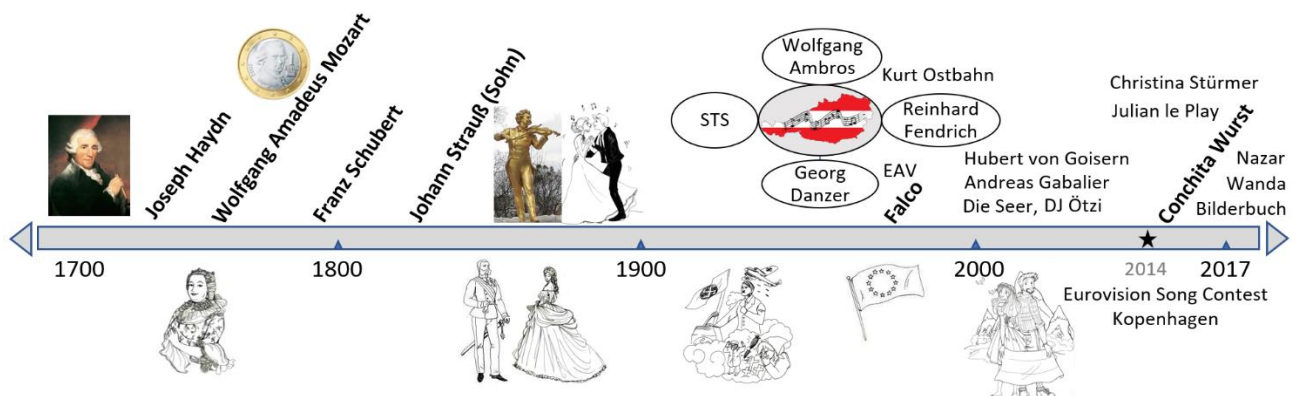 Joseph Haydn
Wolfgang Amadeus Mozart
Franz Schubert
Johann Strauß (Sohn)
STS
Wolfgang
Ambros
Kurt Ostbahn
Reinhard
Fendrich
Georg
Danzer
EAV
Falco
Hubert von Goisern
Andreas Gabalier
Die Seer, DJ Ötzi
Christina Stürmer
Julian le Play
Conchita Wurst
Nazar
Wanda
Bilderbuch
1700
1800
1900
2000
2014
2017
Eurovision Song Contest
Kopenhagen